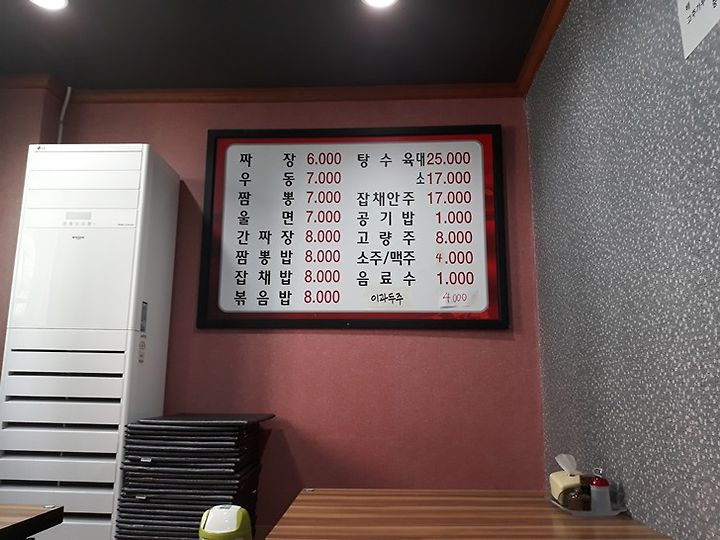 짜 장 6.000
우 동 7.000
짬 뽕 7.000
울 면 7.000
간 짜 장 8.000
짬 뽕 밥 8.000
잡 채 밥 8.000
볶 음 밥 8.000
탕 수 육 대 25.000
소 17.000
잡채안주 17.000
공 기 밥 1.000
고 량 주 8.000
소주/맥주 4.000
음 료 수 1.000
이과두주 4.000
LG